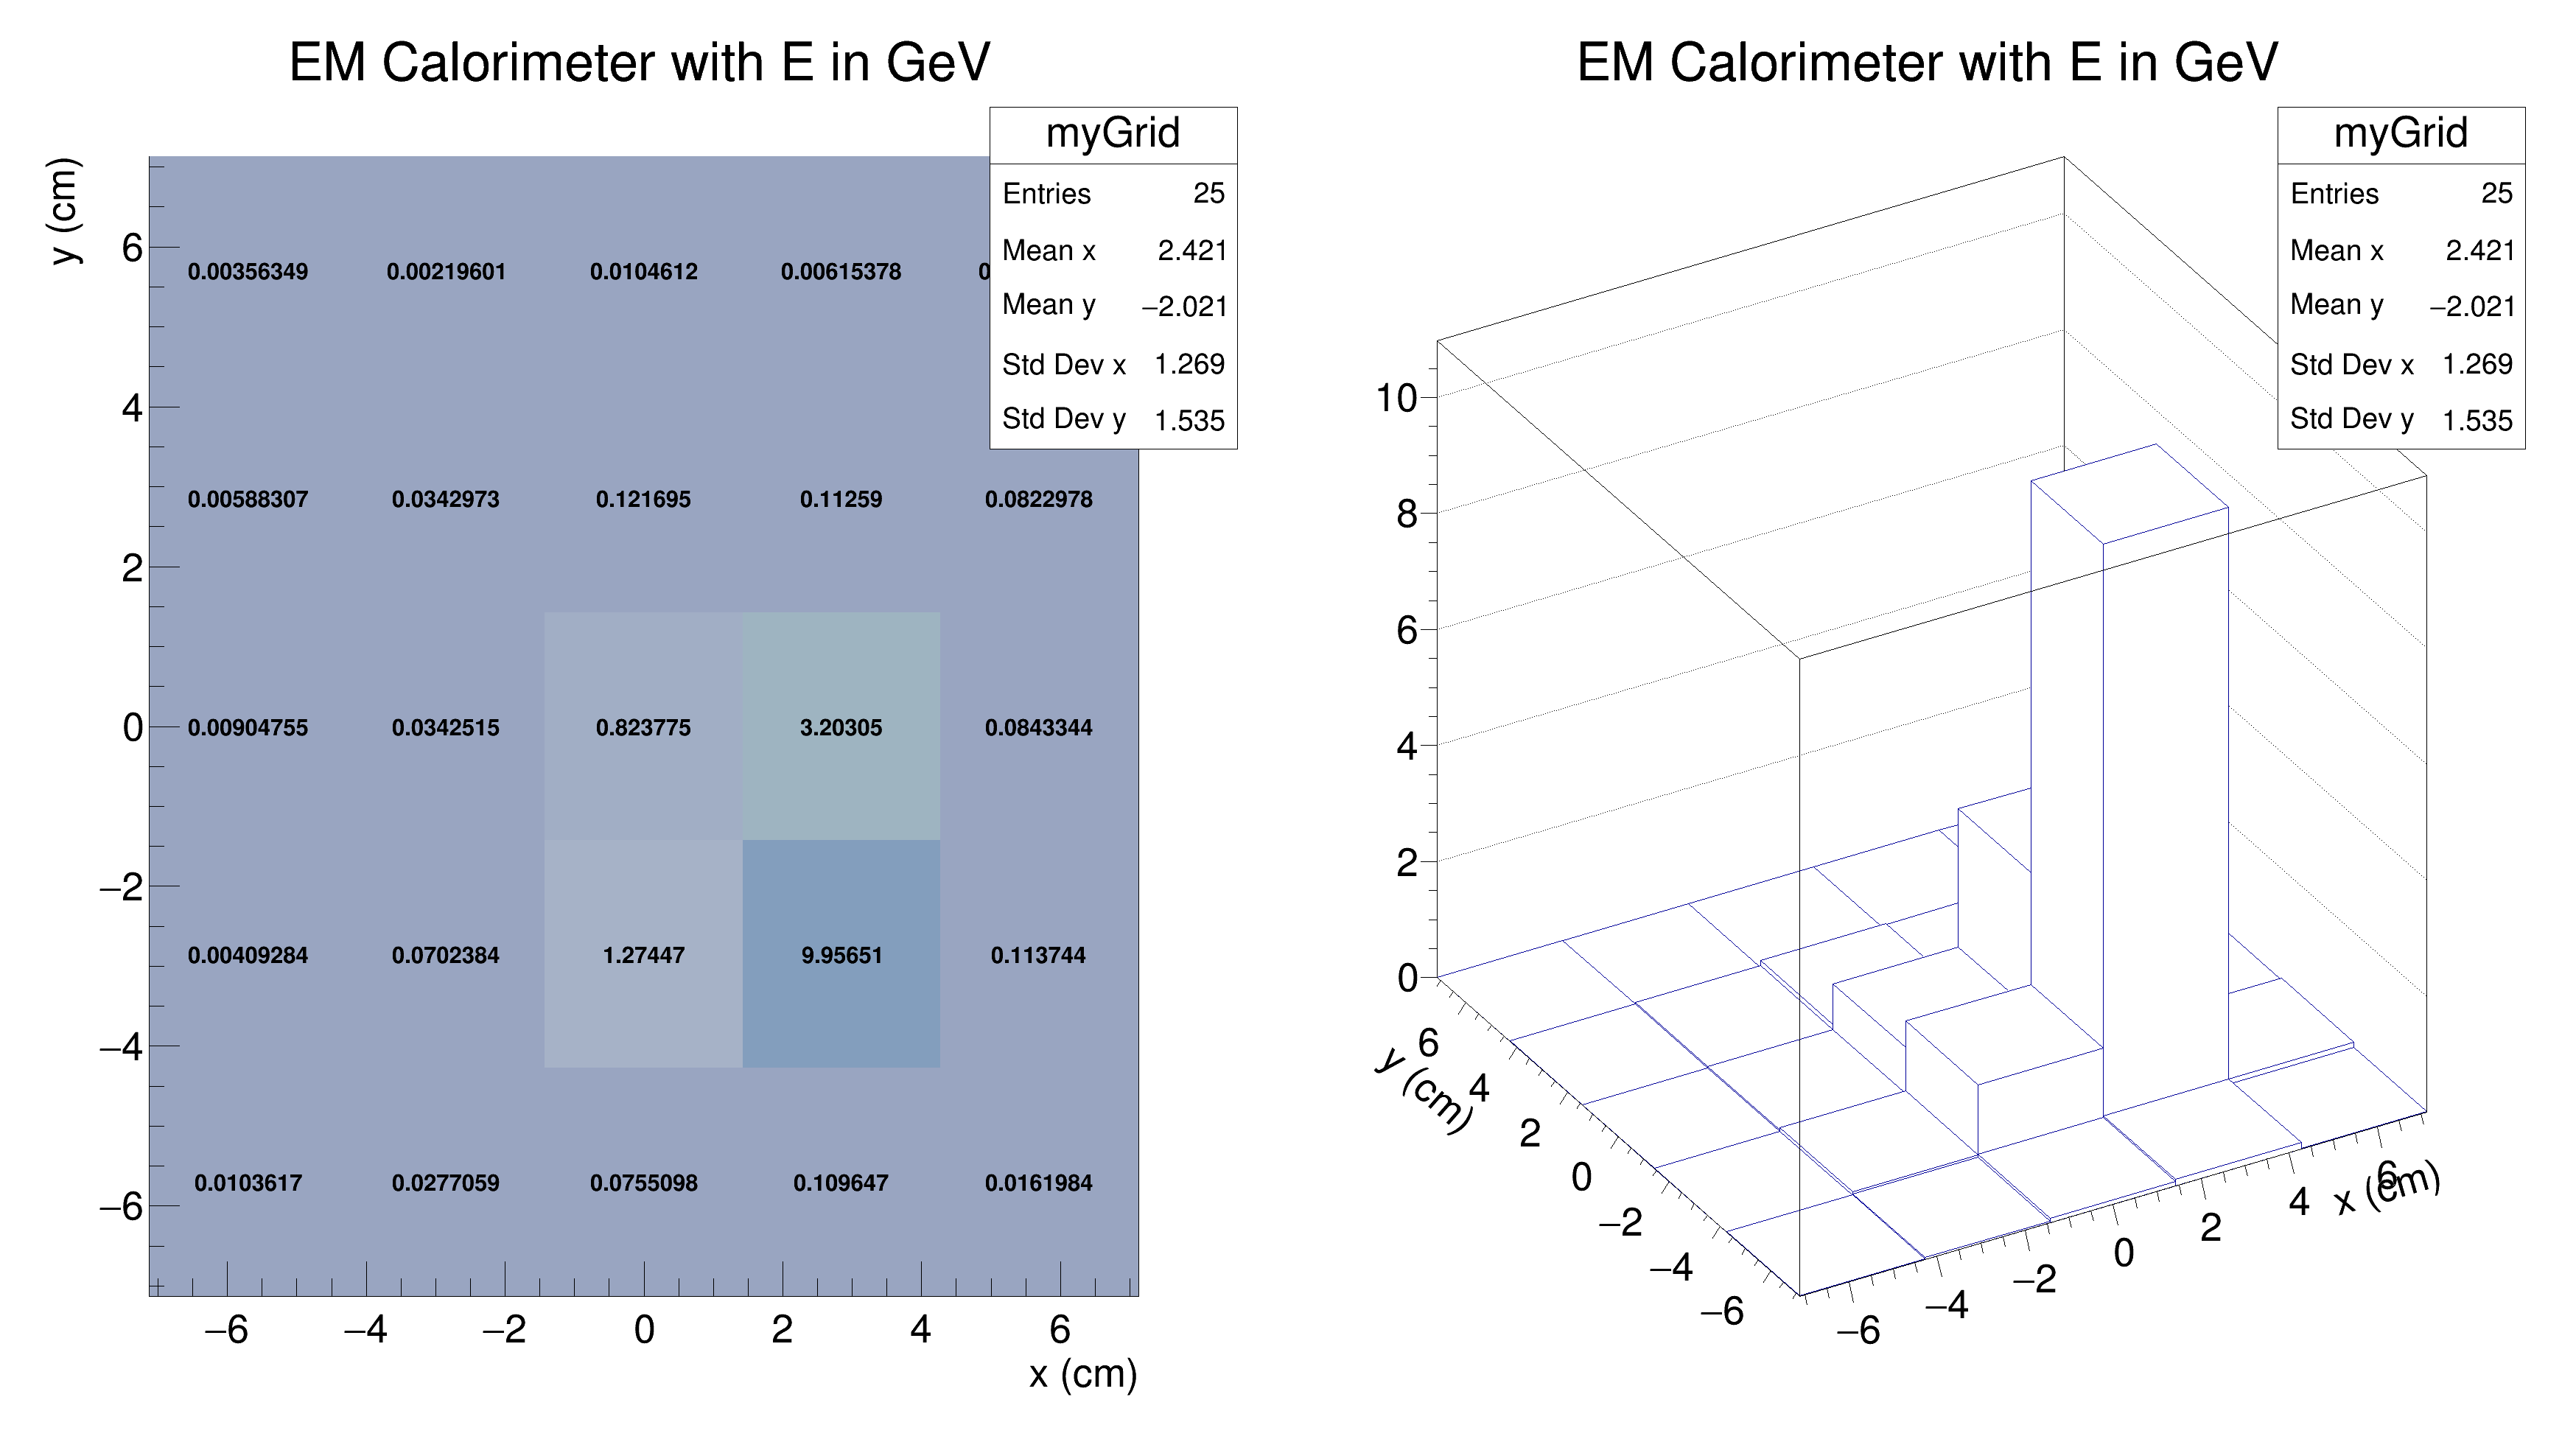 EM Calorimeter with E in GeV
myGrid
Entries 25
Mean x 2.421
Mean y −2.021
Std Dev x 1.269
Std Dev y 1.535
y (cm)
6
0.00356349 0.00219601 0.0104612 0.00615378
4
0.00588307 0.0342973 0.121695 0.11259 0.0822978
2
0
0.00904755 0.0342515 0.823775 3.20305 0.0843344
−2
0.00409284 0.0702384 1.27447 9.95651 0.113744
−4
0.0103617 0.0277059 0.0755098 0.109647 0.0161984
−6
−6 −4 −2 0 2 4 6
x (cm)
EM Calorimeter with E in GeV
myGrid
Entries 25
Mean x 2.421
Mean y −2.021
Std Dev x 1.269
Std Dev y 1.535
10
8
6
4
2
0
y (cm)
6
4
2
0
−2
−4
−6
−6 −4 −2 0 2 4 6
x (cm)